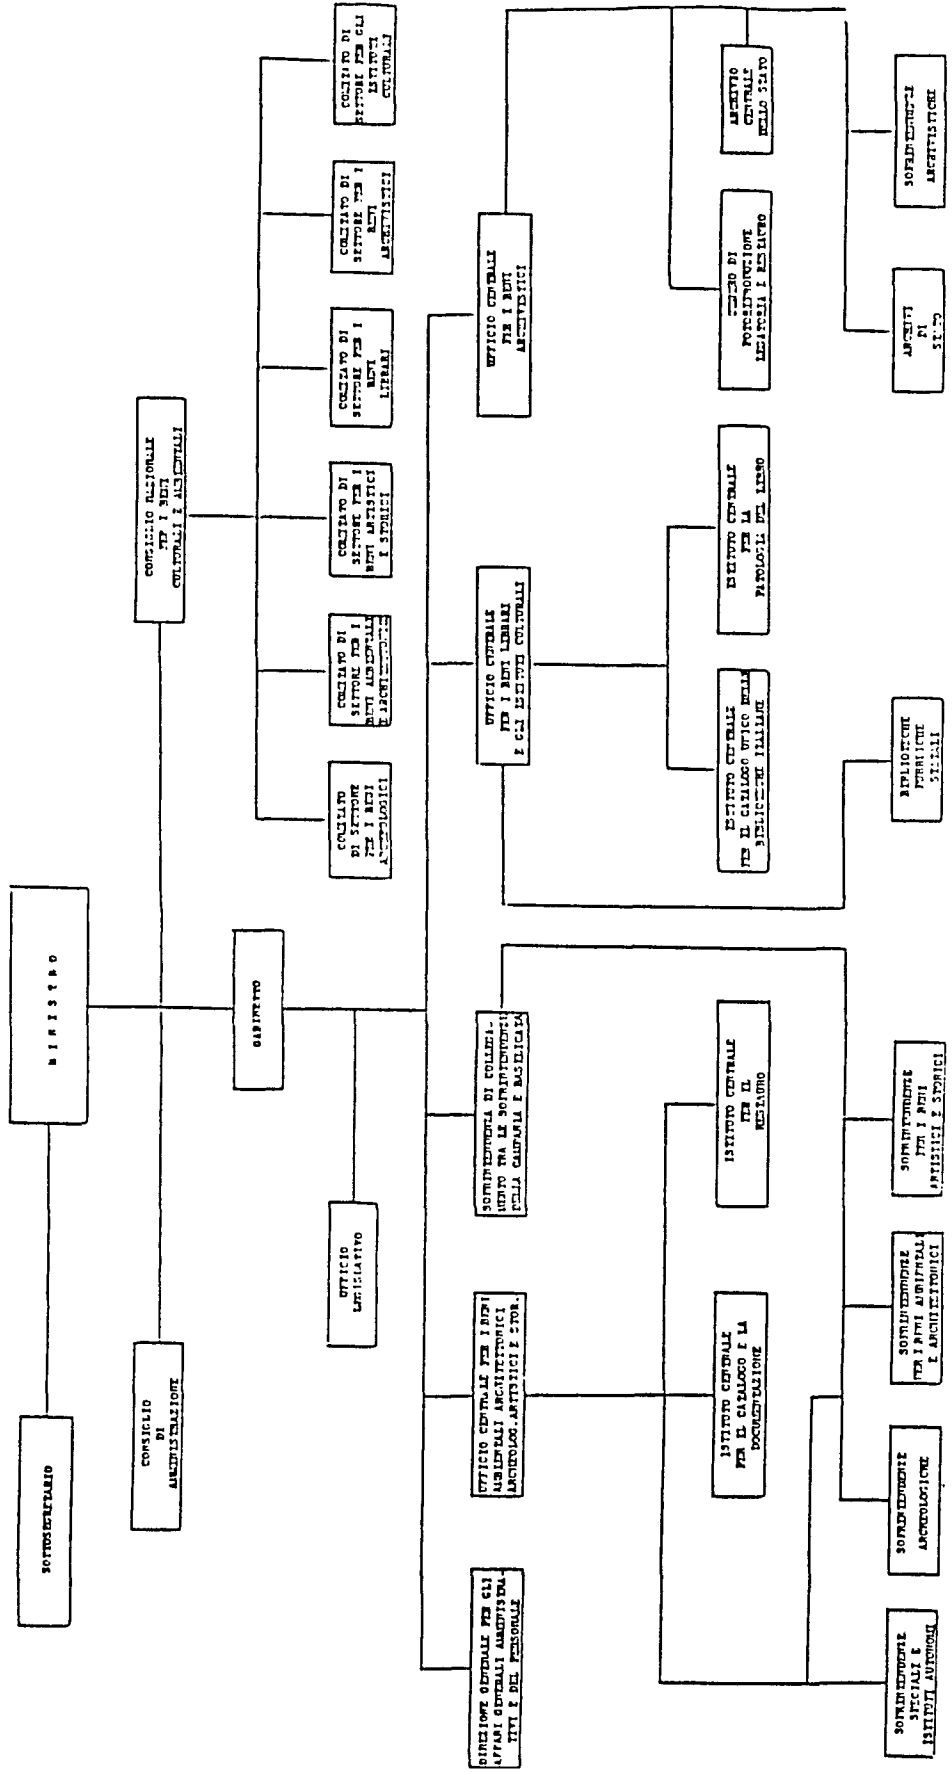 MINISTRO
SOTTOSEGRETARIO
CONSIGLIO
DI
AMMINISTRAZIONE
CONSIGLIO NAZIONALE
PER I BENI
CULTURALI E AMBIENTALI
GABINETTO
UFFICIO
LEGISLATIVO
COMITATO
DI SETTORE
PER I BENI
ARCHEOLOGICI
COMITATO DI
SETTORE PER I
BENI AMBIENTALI
E ARCHITETTONICI
COMITATO DI
SETTORE PER I
BENI ARTISTICI
E STORICI
COMITATO DI
SETTORE PER I
BENI
LIBRARI
COMITATO DI
SETTORE PER I
BENI
ARCHIVISTICI
COMITATO DI
SETTORE PER GLI
ISTITUTI
CULTURALI
DIREZIONE GENERALE PER GLI
AFFARI GENERALI AMMINISTRA-
TIVI E DEL PERSONALE
UFFICIO CENTRALE PER I BENI
AMBIENTALI ARCHITETTONICI
ARCHEOLOG.ARTISTICI E STOR.
SOPRINTENDENZA DI COLLEGA-
MENTO TRA LE SOPRINTENDENZE
DELLA CAMPANIA E BASILICATA
UFFICIO CENTRALE
PER I BENI LIBRARI
E GLI ISTITUTI CULTURALI
UFFICIO CENTRALE
PER I BENI
ARCHIVISTICI
ISTITUTO CENTRALE
PER IL CATALOGO E LA
DOCUMENTAZIONE
ISTITUTO CENTRALE
PER IL
RESTAURO
ISTITUTO CENTRALE
PER IL CATALOGO UNICO DELLE
BIBLIOTECHE ITALIANE
ISTITUTO CENTRALE
PER LA
PATOLOGIA DEL LIBRO
CENTRO DI
FOTORIPRODUZIONE
LEGATORIA E RESTAURO
ARCHIVIO
CENTRALE
DELLO STATO
SOPRINTENDENZE
SPECIALI E
ISTITUTI AUTONOMI
SOPRINTENDENZE
ARCHEOLOGICHE
SOPRINTENDENZE
PER I BENI AMBIENTALI
E ARCHITETTONICI
SOPRINTENDENZE
PER I BENI
ARTISTICI E STORICI
BIBLIOTECHE
PUBBLICHE
STATALI
ARCHIVI
DI
STATO
SOPRINTENDENZE
ARCHIVISTICHE